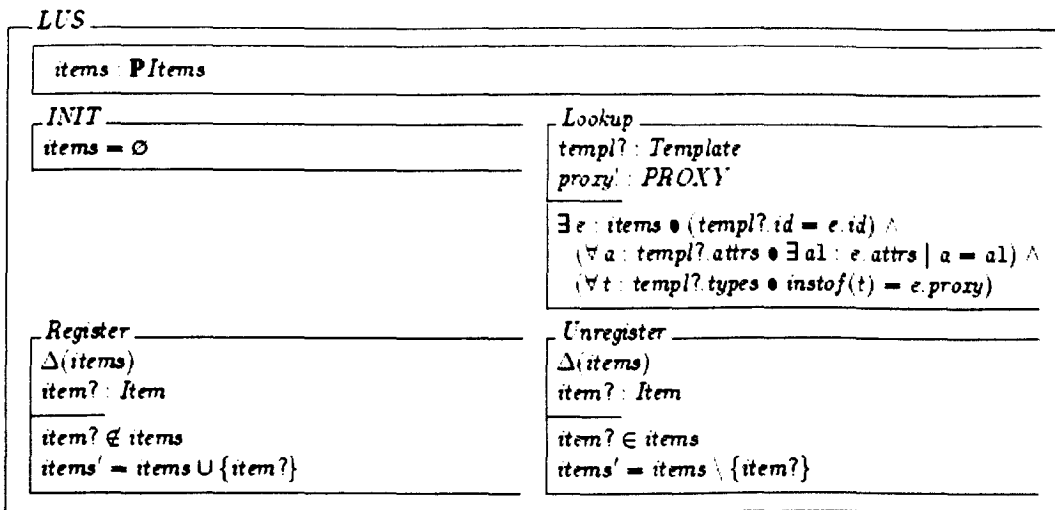 LUS
items : ℙ Items
INIT
items = ∅
Lookup
templ? : Template
proxy! : PROXY
∃ e : items • (templ?.id = e.id) ∧
(∀ a : templ?.attrs • ∃ a1 : e.attrs | a = a1) ∧
(∀ t : templ?.types • instof(t) = e.proxy)
Register
Δ(items)
item? : Item
item? ∉ items
items′ = items ∪ {item?}
Unregister
Δ(items)
item? : Item
item? ∈ items
items′ = items \ {item?}